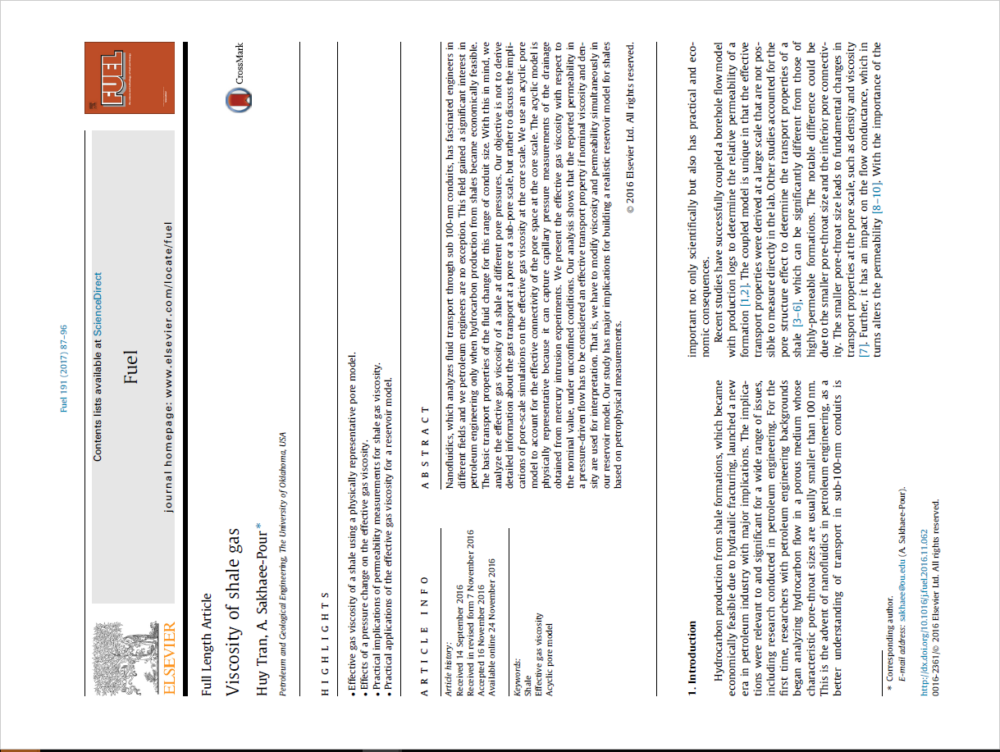 Fuel 191 (2017) 87–96
Contents lists available at ScienceDirect
Fuel
journal homepage: www.elsevier.com/locate/fuel
ELSEVIER
FUEL
Full Length Article
Viscosity of shale gas
CrossMark
Huy Tran, A. Sakhaee-Pour *
Petroleum and Geological Engineering, The University of Oklahoma, USA
HIGHLIGHTS
• Effective gas viscosity of a shale using a physically representative pore model.
• Effects of a pressure change on the effective gas viscosity.
• Practical implications of permeability measurements for shale gas viscosity.
• Practical applications of the effective gas viscosity for a reservoir model.
ARTICLE INFO
Article history:
Received 14 September 2016
Received in revised form 7 November 2016
Accepted 16 November 2016
Available online 24 November 2016
Keywords:
Shale
Effective gas viscosity
Acyclic pore model
ABSTRACT
Nanofluidics, which analyzes fluid transport through sub 100-nm conduits, has fascinated engineers in
different fields and we petroleum engineers are no exception. This field gained a significant interest in
petroleum engineering only when hydrocarbon production from shales became economically feasible.
The basic transport properties of the fluid change for this range of conduit size. With this in mind, we
analyze the effective gas viscosity of a shale at different pore pressures. Our objective is not to derive
detailed information about the gas transport at a pore or a sub-pore scale, but rather to discuss the impli-
cations of pore-scale simulations on the effective gas viscosity at the core scale. We use an acyclic pore
model to account for the effective connectivity of the pore space at the core scale. The acyclic model is
physically representative because it can capture capillary pressure measurements of the drainage
obtained from mercury intrusion experiments. We present the effective gas viscosity with respect to
the nominal value, under unconfined conditions. Our analysis shows that the reported permeability in
a pressure-driven flow has to be considered an effective transport property if nominal viscosity and den-
sity are used for interpretation. That is, we have to modify viscosity and permeability simultaneously in
our reservoir model. Our study has major implications for building a realistic reservoir model for shales
based on petrophysical measurements.
© 2016 Elsevier Ltd. All rights reserved.
1. Introduction
Hydrocarbon production from shale formations, which became
economically feasible due to hydraulic fracturing, launched a new
era in petroleum industry with major implications. The implica-
tions were relevant to and significant for a wide range of issues,
including research conducted in petroleum engineering. For the
first time, researchers with petroleum engineering backgrounds
began analyzing hydrocarbon flow in a porous medium whose
characteristic pore-throat sizes are usually smaller than 100 nm.
This is the advent of nanofluidics in petroleum engineering, as a
better understanding of transport in sub-100-nm conduits is
important not only scientifically but also has practical and eco-
nomic consequences.
Recent studies have successfully coupled a borehole flow model
with production logs to determine the relative permeability of a
formation [1,2]. The coupled model is unique in that the effective
transport properties were derived at a large scale that are not pos-
sible to measure directly in the lab. Other studies accounted for the
pore structure effect to determine the transport properties of a
shale [3–6], which can be significantly different from those of
highly-permeable formations. The notable difference could be
due to the smaller pore-throat size and the inferior pore connectiv-
ity. The smaller pore-throat size leads to fundamental changes in
transport properties at the pore scale, such as density and viscosity
[7]. Further, it has an impact on the flow conductance, which in
turns alters the permeability [8–10]. With the importance of the
* Corresponding author.
E-mail address: sakhaee@ou.edu (A. Sakhaee-Pour).
http://dx.doi.org/10.1016/j.fuel.2016.11.062
0016-2361/© 2016 Elsevier Ltd. All rights reserved.